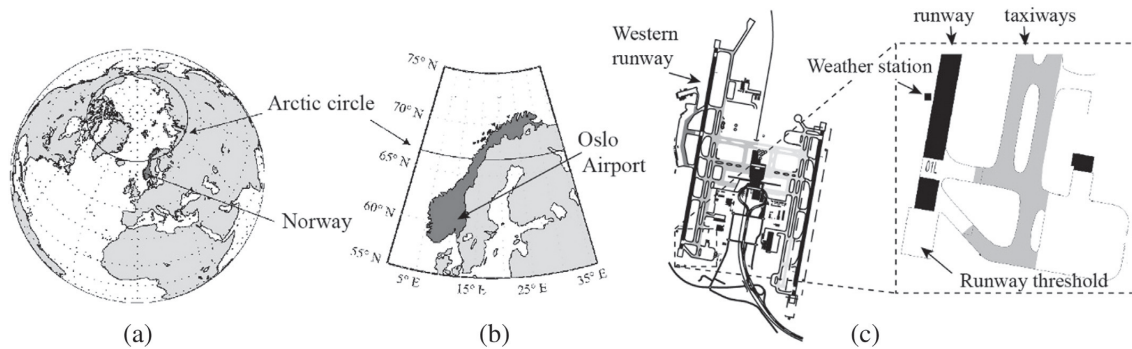 Arctic circle
Norway
(a)
75° N
70° N
65° N
60° N
55° N
5° E
15° E
25° E
35° E
Oslo
Airport
(b)
Western
runway
runway
taxiways
Weather station
01L
Runway threshold
(c)